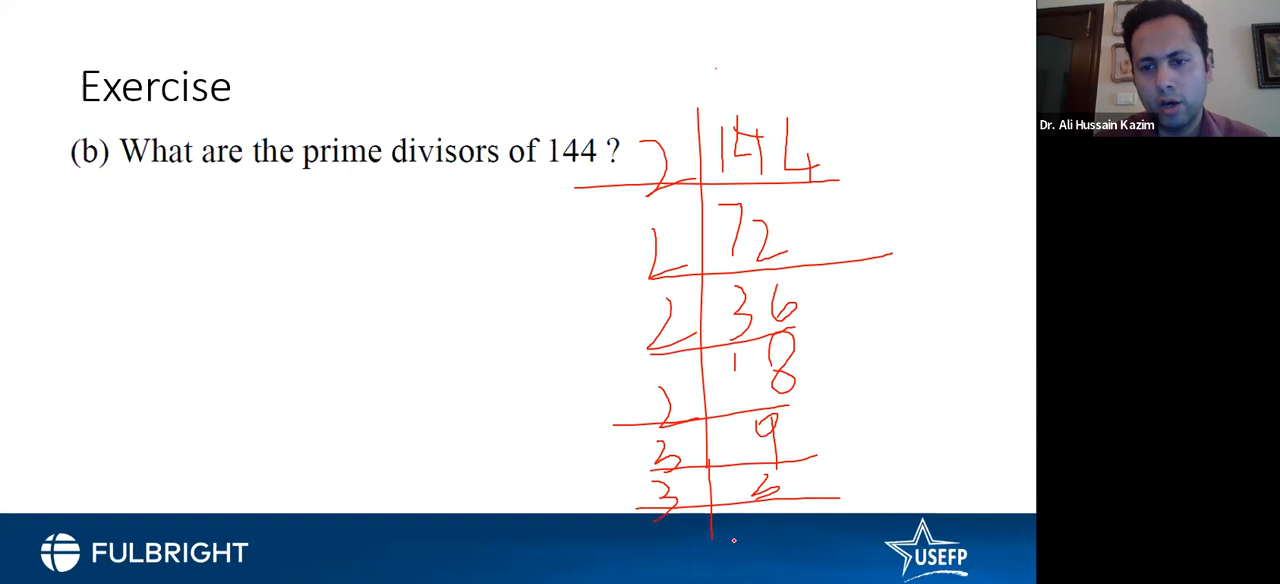 Exercise
(b) What are the prime divisors of 144 ?
2 144
2 72
2 36
2 18
3 9
3 3
Dr. Ali Hussain Kazim
FULBRIGHT
USEFP